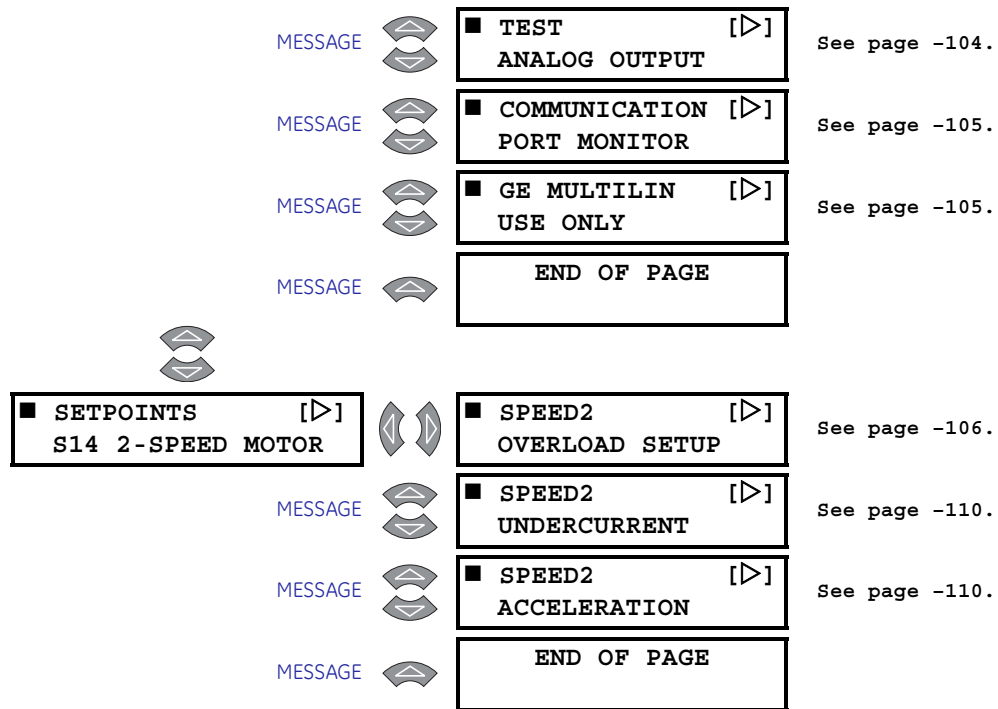 MESSAGE ■ TEST [▷] See page –104.
ANALOG OUTPUT
MESSAGE ■ COMMUNICATION [▷] See page –105.
PORT MONITOR
MESSAGE ■ GE MULTILIN [▷] See page –105.
USE ONLY
MESSAGE END OF PAGE
■ SETPOINTS [▷] ■ SPEED2 [▷] See page –106.
S14 2-SPEED MOTOR OVERLOAD SETUP
MESSAGE ■ SPEED2 [▷] See page –110.
UNDERCURRENT
MESSAGE ■ SPEED2 [▷] See page –110.
ACCELERATION
MESSAGE END OF PAGE